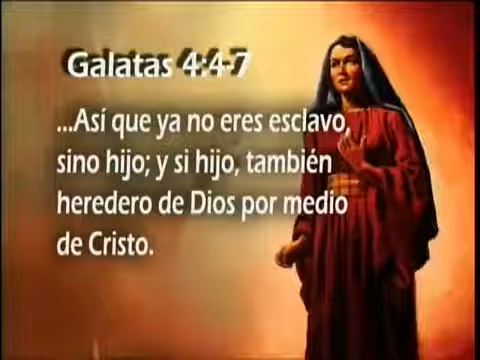 Galatas 4:4-7
...Así que ya no eres esclavo,
sino hijo; y si hijo, también
heredero de Dios por medio
de Cristo.